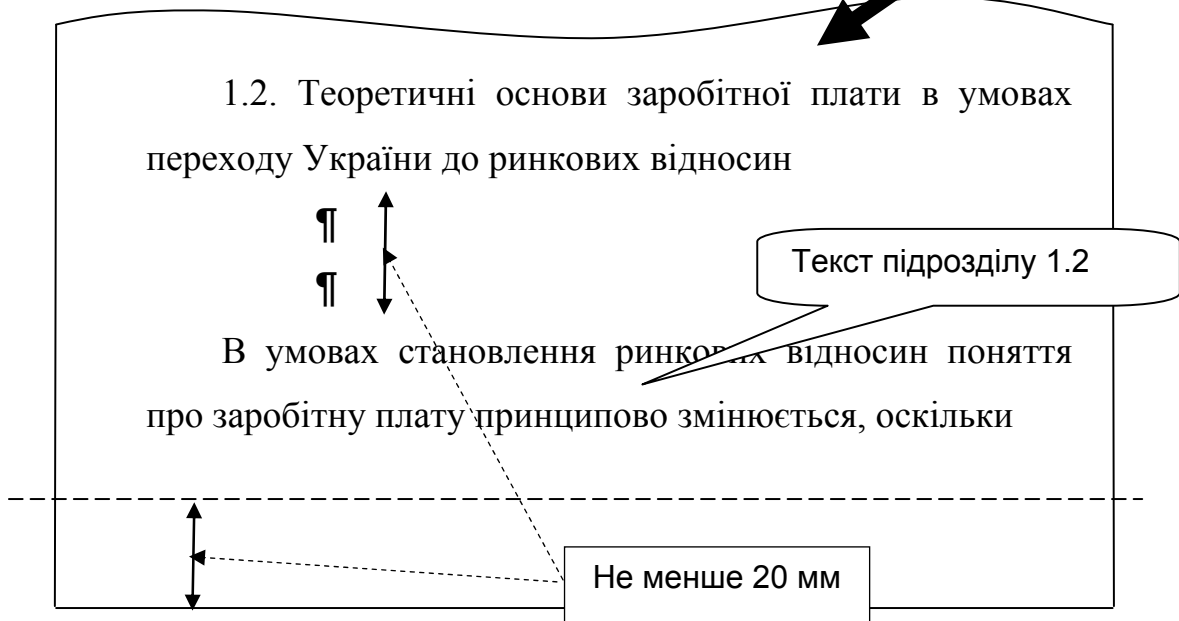 1.2. Теоретичні основи заробітної плати в умовах
переходу України до ринкових відносин
¶
¶
Текст підрозділу 1.2
В умовах становлення ринкових відносин поняття
про заробітну плату принципово змінюється, оскільки
Не менше 20 мм